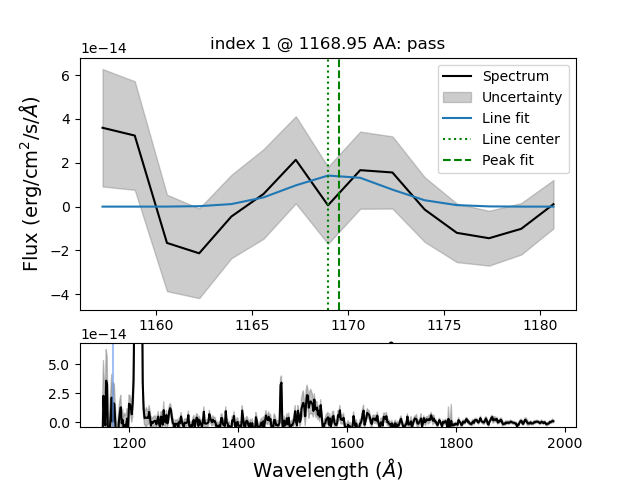 index 1 @ 1168.95 AA: pass
1e−14
Flux (erg/cm²/s/Å)
6
4
2
0
−2
−4
Spectrum
Uncertainty
Line fit
Line center
Peak fit
1160 1165 1170 1175 1180
1e−14
5.0
2.5
0.0
1200 1400 1600 1800 2000
Wavelength (Å)